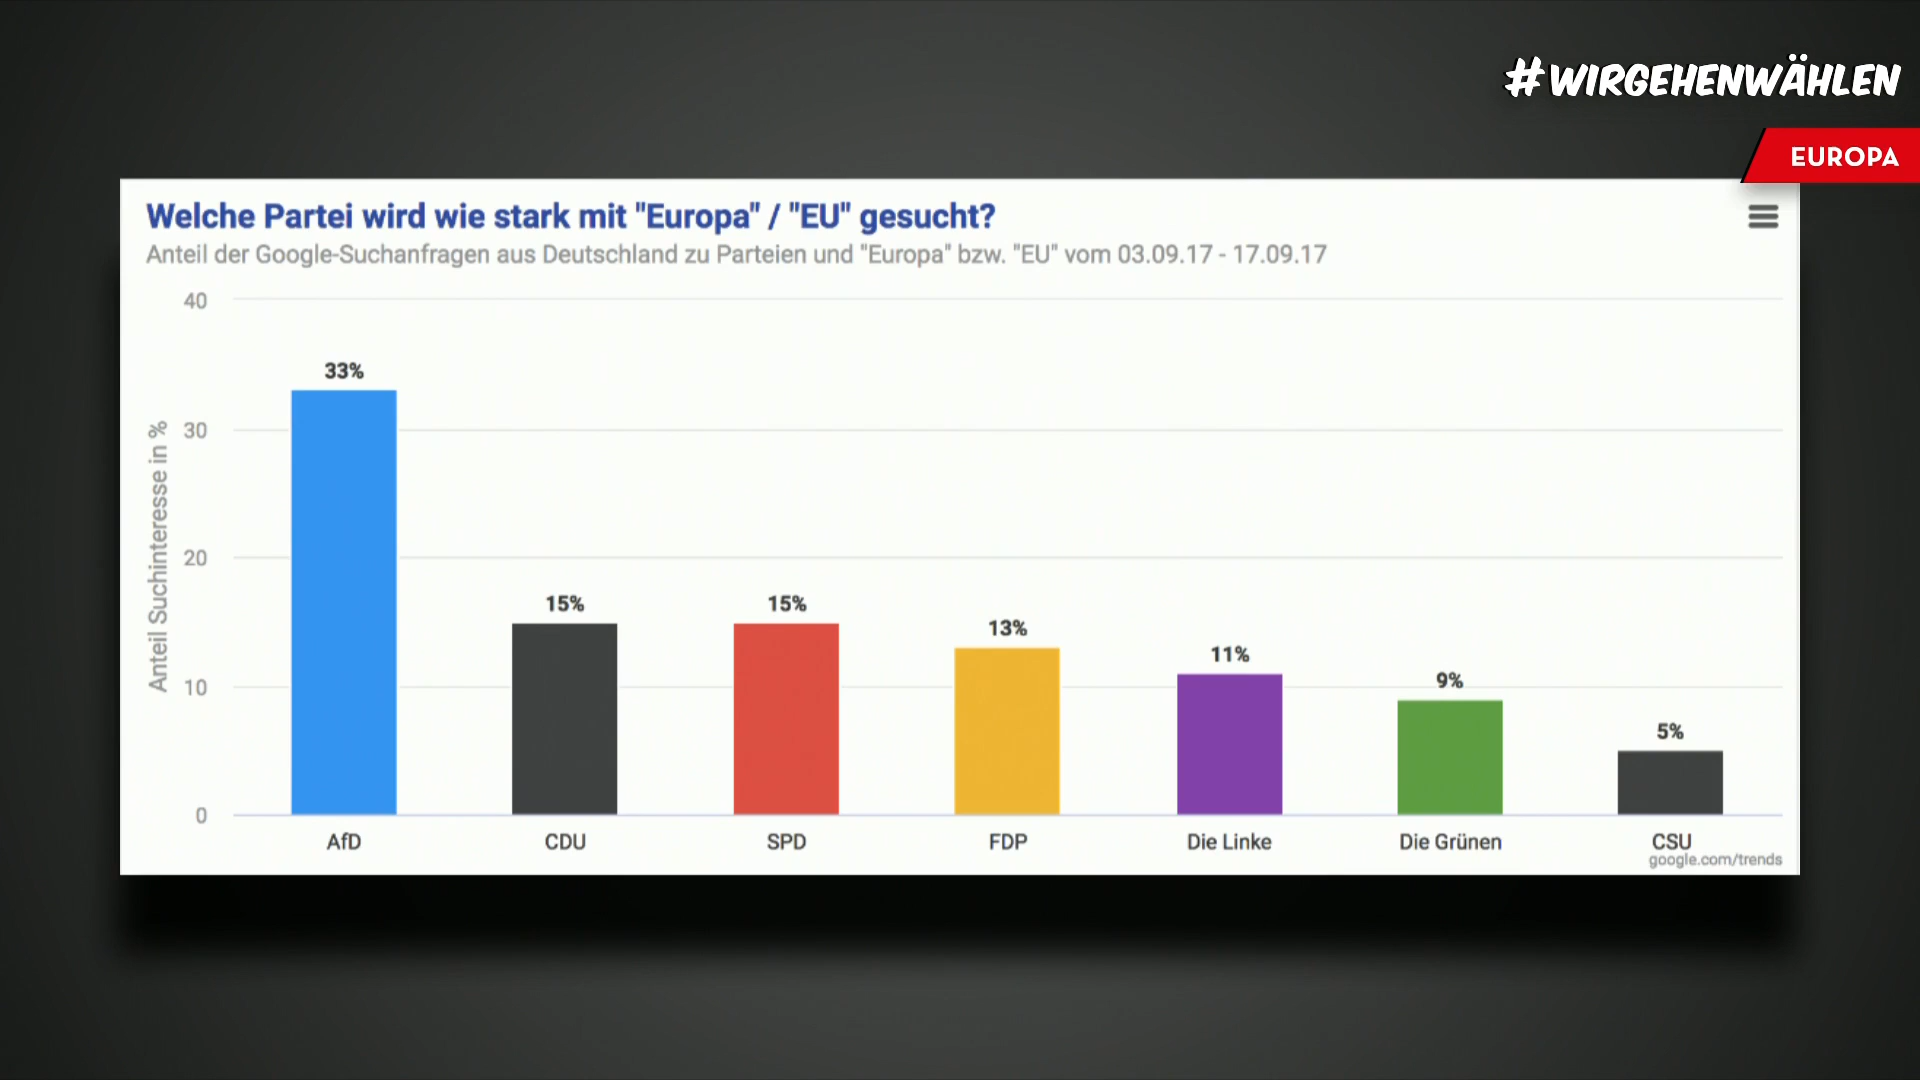 #WIRGEHENWÄHLEN
EUROPA
Welche Partei wird wie stark mit "Europa" / "EU" gesucht?
Anteil der Google-Suchanfragen aus Deutschland zu Parteien und "Europa" bzw. "EU" vom 03.09.17 - 17.09.17
Anteil Suchinteresse in %
40
30
20
10
0
33%
15%
15%
13%
11%
9%
5%
AfD
CDU
SPD
FDP
Die Linke
Die Grünen
CSU
google.com/trends